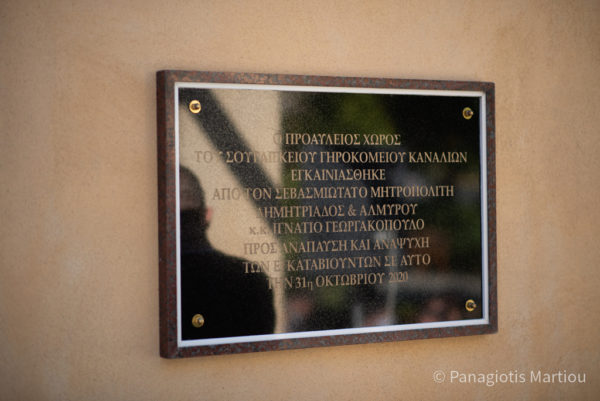 Ο ΠΡΟΑΥΛΕΙΟΣ ΧΩΡΟΣ
ΓΗΡΟΚΟΜΕΙΟΥ ΚΑΝΑΛΙΩΝ
ΕΓΚΑΙΝΙΑΣΘΗΚΕ
ΑΠΟ ΤΟΝ ΣΕΒΑΣΜΙΩΤΑΤΟ ΜΗΤΡΟΠΟΛΙΤΗ
ΔΗΜΗΤΡΙΑΔΟΣ & ΑΛΜΥΡΟΥ
κ.κ. ΙΓΝΑΤΙΟ ΓΕΩΡΓΑΚΟΠΟΥΛΟ
ΠΡΟΣ ΑΝΑΠΑΥΣΗ ΚΑΙ ΑΝΑΨΥΧΗ
ΤΩΝ ΚΑΤΑΒΙΟΥΝΤΩΝ ΣΕ ΑΥΤΟ
ΤΗΝ 31η ΟΚΤΩΒΡΙΟΥ 2020
© Panagiotis Martiou